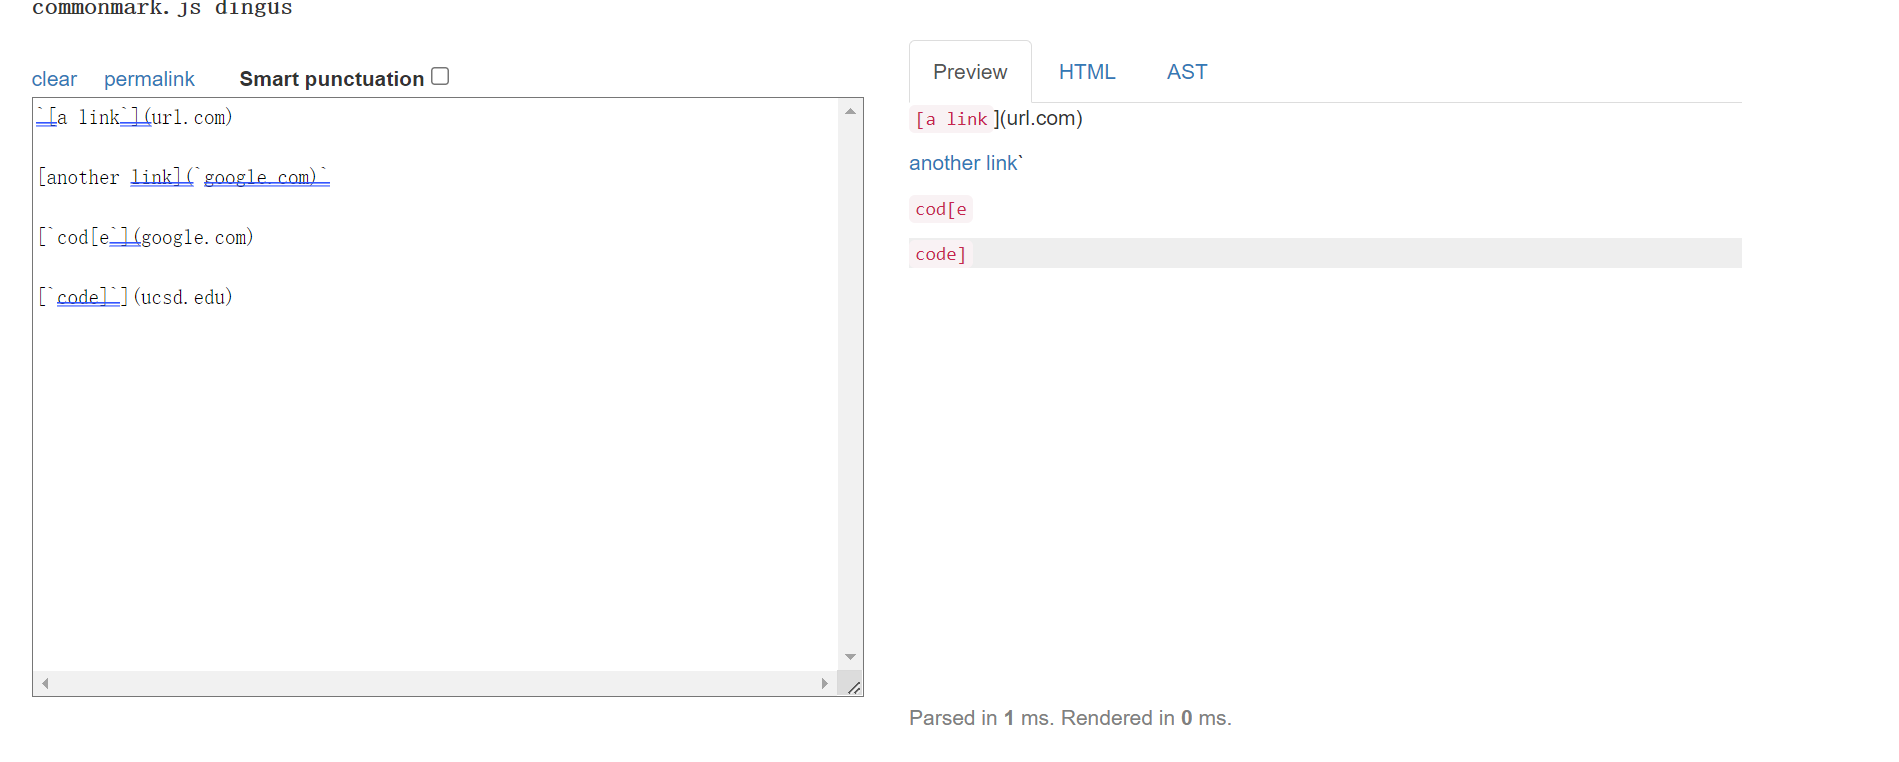 commonmark.js dingus
clear permalink Smart punctuation
`[a link`](url.com)
[another link](`google.com)`
[`cod[e`](google.com)
[`code]`](ucsd.edu)
Preview HTML AST
[a link](url.com)
another link`
cod[e
code]
Parsed in 1 ms. Rendered in 0 ms.